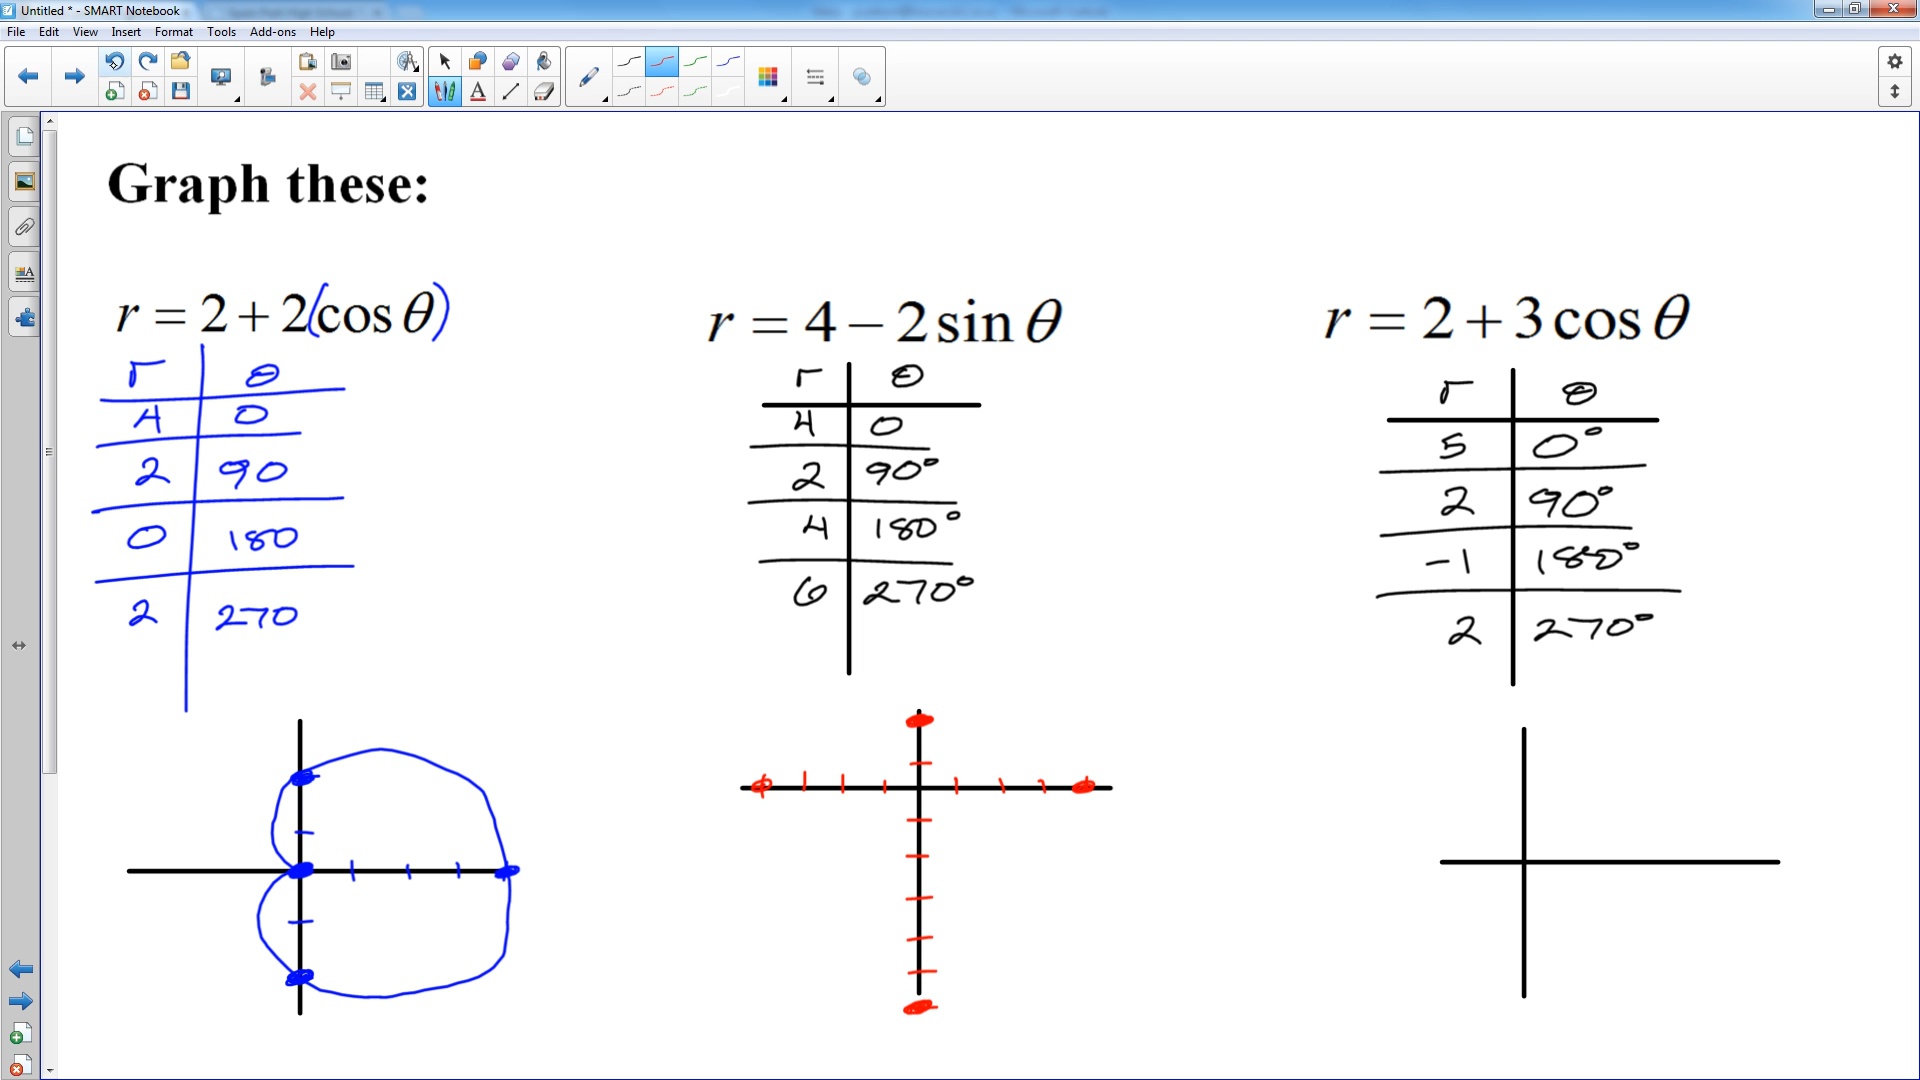 Untitled * - SMART Notebook
File Edit View Insert Format Tools Add-ons Help
Graph these:
r = 2 + 2(cos θ)
r θ
4 0
2 90
0 180
2 270
r = 4 − 2 sin θ
r θ
4 0
2 90°
4 180°
6 270°
r = 2 + 3 cos θ
r θ
5 0°
2 90°
-1 180°
2 270°